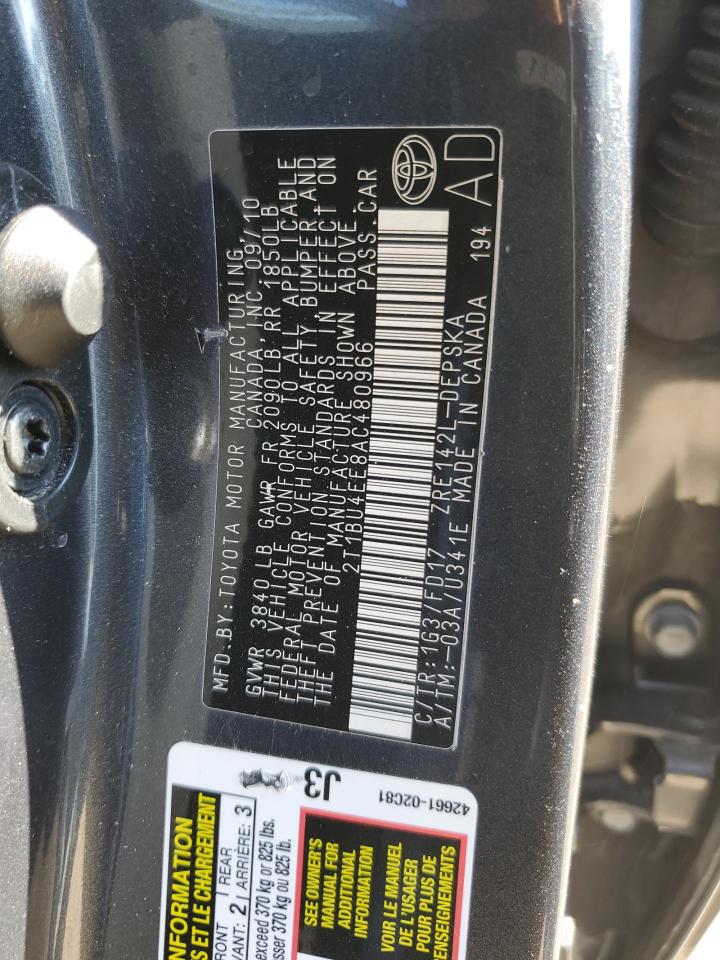 MFD.BY:TOYOTA MOTOR MANUFACTURING,
CANADA,INC. 09/10
GVWR 3840 LB GAWR FR 2090LB,RR 1850LB
THIS VEHICLE CONFORMS TO ALL APPLICABLE
FEDERAL MOTOR VEHICLE SAFETY,BUMPER,AND
THEFT PREVENTION STANDARDS IN EFFECT ON
THE DATE OF MANUFACTURE SHOWN ABOVE.
2T1BU4EE8AC480966 PASS.CAR
C/TR:1G3/FD17 ZRE142L-DEPSKA
A/TM:-03A/U341E MADE IN CANADA 194
AD
INFORMATION
S ET LE CHARGEMENT
FRONT
VANT: 2
REAR
ARRIÈRE: 3
exceed 370 kg or 825 lbs.
sser 370 kg ou 825 lb.
J3
SEE OWNER'S
MANUAL FOR
ADDITIONAL
INFORMATION
VOIR LE MANUEL
DE L'USAGER
POUR PLUS DE
ENSEIGNEMENTS
42661-02C81